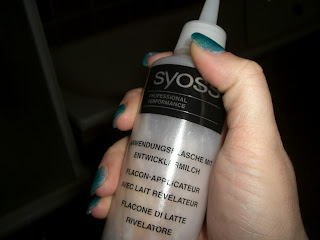 syoss
PROFESSIONAL
PERFORMANCE
ANWENDUNGSFLASCHE MIT
ENTWICKLERMILCH
FLACON-APPLICATEUR
AVEC LAIT RÉVÉLATEUR
FLACONE DI LATTE
RIVELATORE